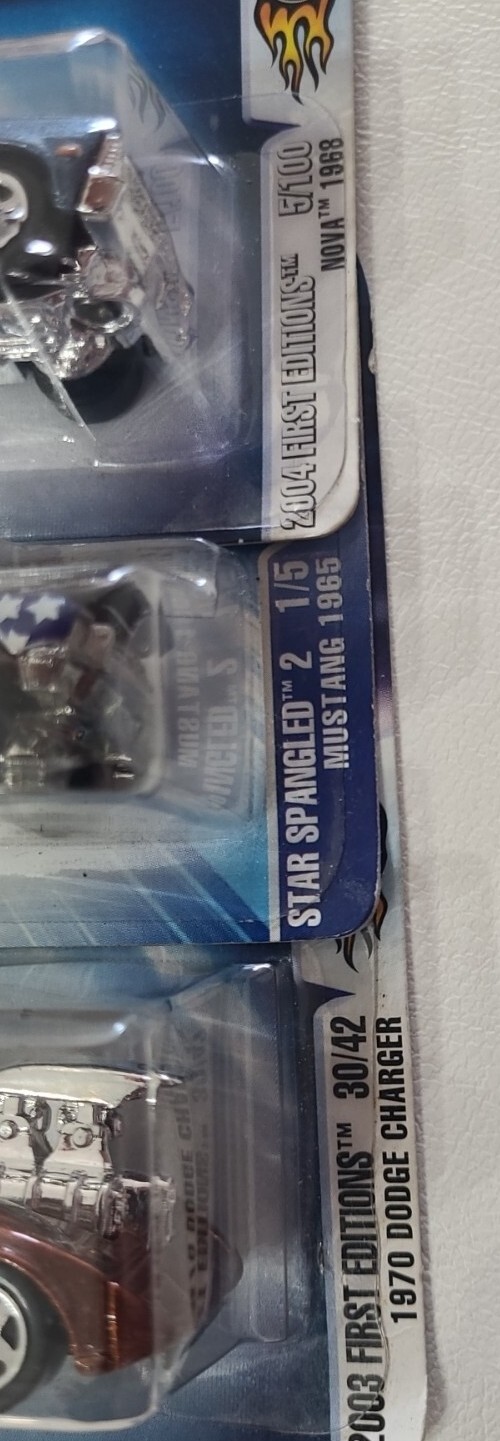 2004 FIRST EDITIONS™ 5/100
NOVA™ 1968
STAR SPANGLED™ 2 1/5
MUSTANG 1965
2003 FIRST EDITIONS™ 30/42
1970 DODGE CHARGER